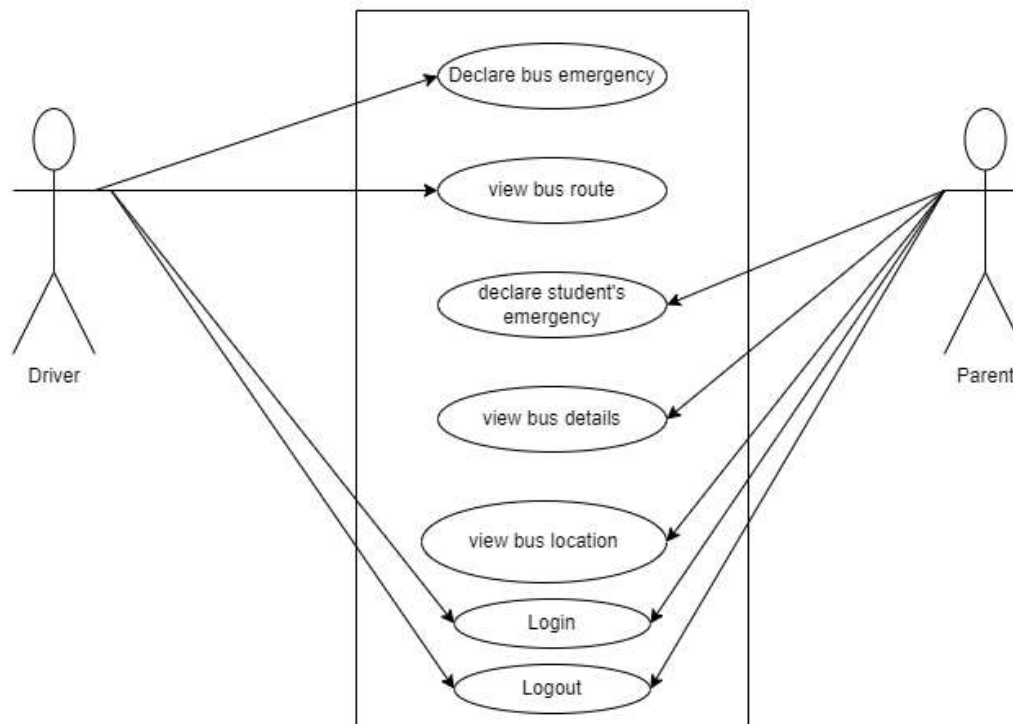 Declare bus emergency
view bus route
declare student's
emergency
Driver
Parent
view bus details
view bus location
Login
Logout